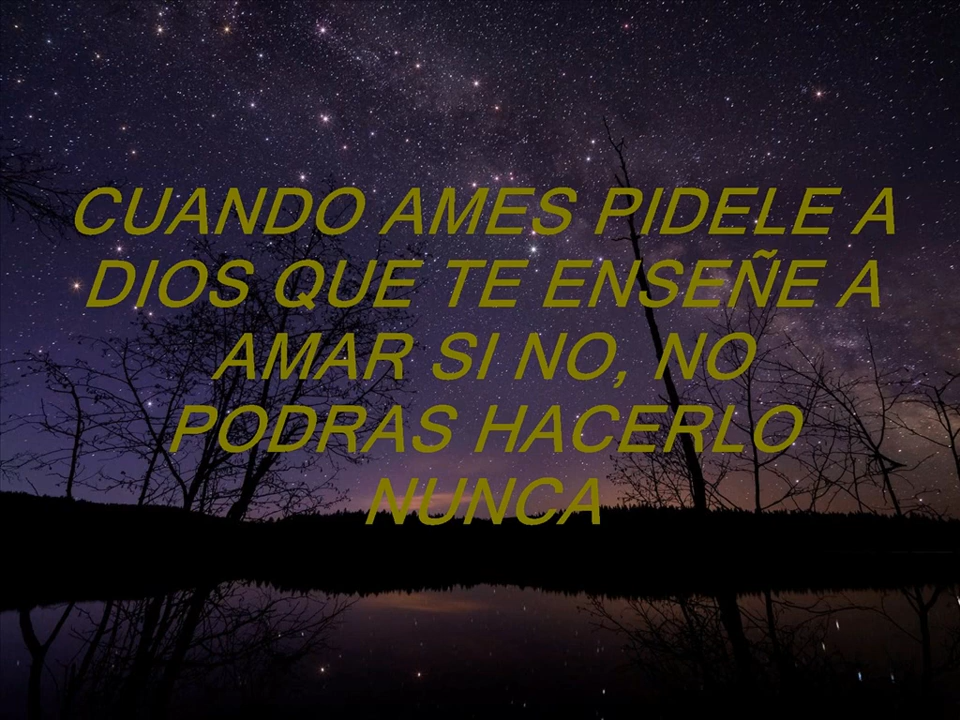 CUANDO AMES PIDELE A
DIOS QUE TE ENSEÑE A
AMAR SI NO, NO
PODRAS HACERLO
NUNCA